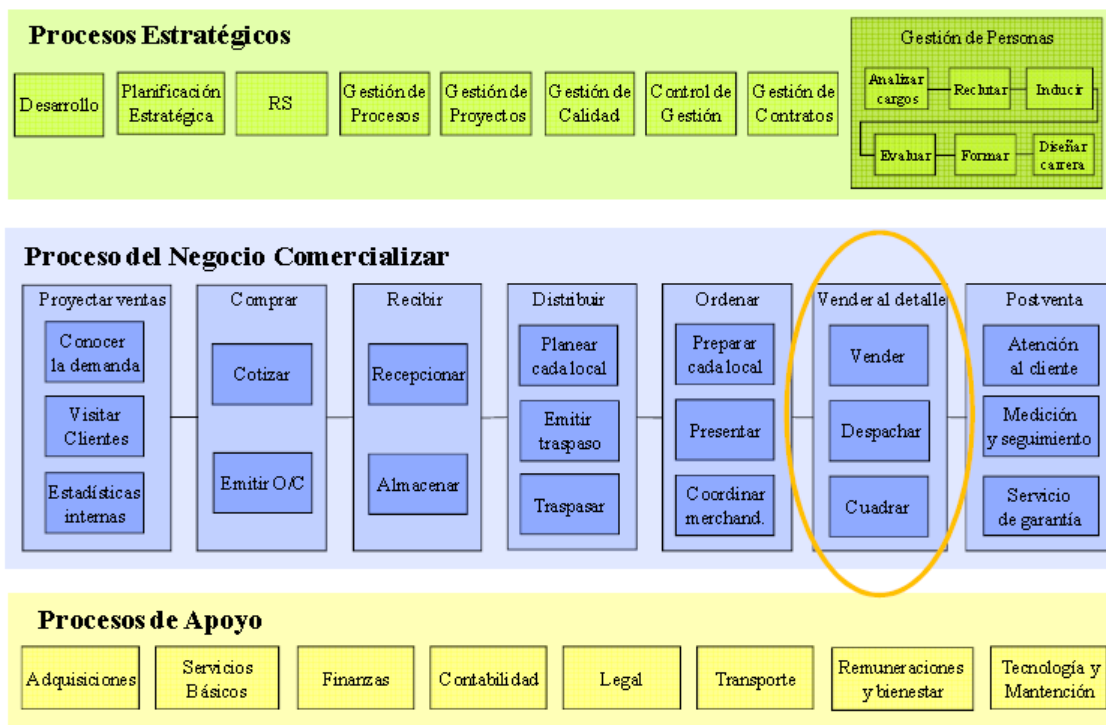 Procesos Estratégicos
Desarrollo
Planificación
Estratégica
RS
Gestión de
Procesos
Gestión de
Proyectos
Gestión de
Calidad
Control de
Gestión
Gestión de
Contratos
Gestión de Personas
Analizar
cargos
Reclutar
Inducir
Evaluar
Formar
Diseñar
carrera
Proceso del Negocio Comercializar
Proyectar ventas
Conocer
la demanda
Visitar
Clientes
Estadísticas
internas
Comprar
Cotizar
Emitir O/C
Recibir
Recepcionar
Almacenar
Distribuir
Planear
cada local
Emitir
traspaso
Traspasar
Ordenar
Preparar
cada local
Presentar
Coordinar
merchand.
Vender al detalle
Vender
Despachar
Cuadrar
Postventa
Atención
al cliente
Medición
y seguimiento
Servicio
de garantía
Procesos de Apoyo
Adquisiciones
Servicios
Básicos
Finanzas
Contabilidad
Legal
Transporte
Remuneraciones
y bienestar
Tecnología y
Mantención